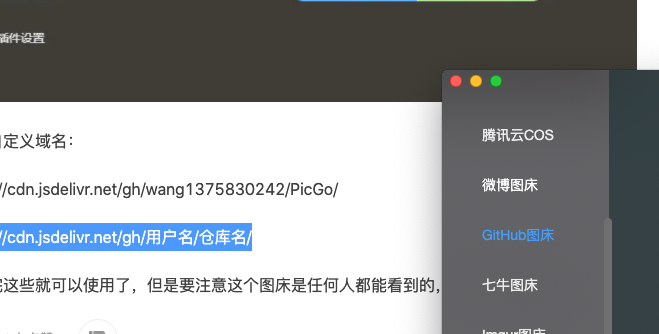 插件设置
自定义域名：
//cdn.jsdelivr.net/gh/wang1375830242/PicGo/
//cdn.jsdelivr.net/gh/用户名/仓库名/
完这些就可以使用了，但是要注意这个图床是任何人都能看到的，
腾讯云COS
微博图床
GitHub图床
七牛图床
Imgur图床